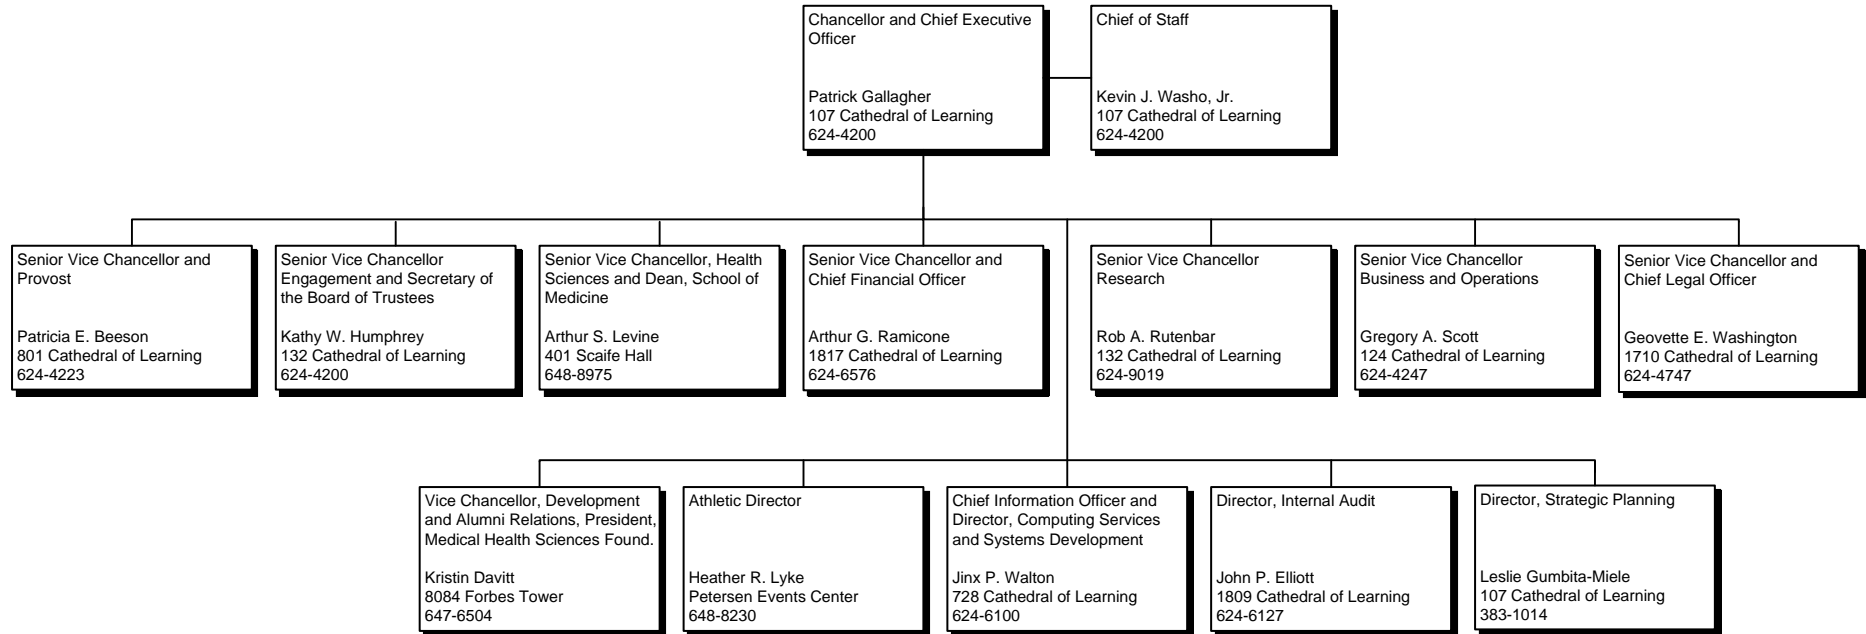 Chancellor and Chief Executive
Officer
Patrick Gallagher
107 Cathedral of Learning
624-4200
Chief of Staff
Kevin J. Washo, Jr.
107 Cathedral of Learning
624-4200
Senior Vice Chancellor and
Provost
Patricia E. Beeson
801 Cathedral of Learning
624-4223
Senior Vice Chancellor
Engagement and Secretary of
the Board of Trustees
Kathy W. Humphrey
132 Cathedral of Learning
624-4200
Senior Vice Chancellor, Health
Sciences and Dean, School of
Medicine
Arthur S. Levine
401 Scaife Hall
648-8975
Senior Vice Chancellor and
Chief Financial Officer
Arthur G. Ramicone
1817 Cathedral of Learning
624-6576
Senior Vice Chancellor
Research
Rob A. Rutenbar
132 Cathedral of Learning
624-9019
Senior Vice Chancellor
Business and Operations
Gregory A. Scott
124 Cathedral of Learning
624-4247
Senior Vice Chancellor and
Chief Legal Officer
Geovette E. Washington
1710 Cathedral of Learning
624-4747
Vice Chancellor, Development
and Alumni Relations, President,
Medical Health Sciences Found.
Kristin Davitt
8084 Forbes Tower
647-6504
Athletic Director
Heather R. Lyke
Petersen Events Center
648-8230
Chief Information Officer and
Director, Computing Services
and Systems Development
Jinx P. Walton
728 Cathedral of Learning
624-6100
Director, Internal Audit
John P. Elliott
1809 Cathedral of Learning
624-6127
Director, Strategic Planning
Leslie Gumbita-Miele
107 Cathedral of Learning
383-1014